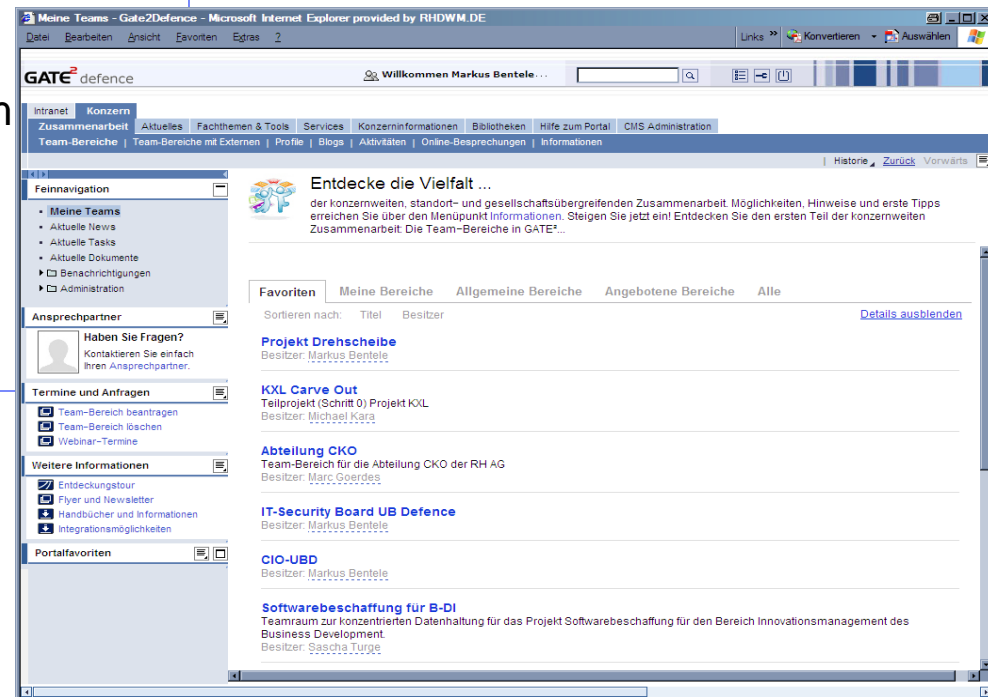 Meine Teams - Gate2Defence - Microsoft Internet Explorer provided by RHDWM.DE
Datei Bearbeiten Ansicht Favoriten Extras 2
Links » Konvertieren Auswählen
n
GATE² defence
Willkommen Markus Bentele...
Intranet Konzern
Zusammenarbeit Aktuelles Fachthemen & Tools Services Konzerninformationen Bibliotheken Hilfe zum Portal CMS Administration
Team-Bereiche | Team-Bereiche mit Externen | Profile | Blogs | Aktivitäten | Online-Besprechungen | Informationen
| Historie Zurück Vorwärts
Feinnavigation
Meine Teams
Aktuelle News
Aktuelle Tasks
Aktuelle Dokumente
Benachrichtigungen
Administration
Ansprechpartner
Haben Sie Fragen?
Kontaktieren Sie einfach
Ihren Ansprechpartner.
Termine und Anfragen
Team-Bereich beantragen
Team-Bereich löschen
Webinar-Termine
Weitere Informationen
Entdeckungstour
Flyer und Newsletter
Handbücher und Informationen
Integrationsmöglichkeiten
Portalfavoriten
Entdecke die Vielfalt ...
der konzernweiten, standort- und gesellschaftsübergreifenden Zusammenarbeit. Möglichkeiten, Hinweise und erste Tipps
erreichen Sie über den Menüpunkt Informationen. Steigen Sie jetzt ein! Entdecken Sie den ersten Teil der konzernweiten
Zusammenarbeit: Die Team-Bereiche in GATE²...
Favoriten Meine Bereiche Allgemeine Bereiche Angebotene Bereiche Alle
Sortieren nach: Titel Besitzer
Details ausblenden
Projekt Drehscheibe
Besitzer: Markus Bentele
KXL Carve Out
Teilprojekt (Schritt 0) Projekt KXL
Besitzer: Michael Kara
Abteilung CKO
Team-Bereich für die Abteilung CKO der RH AG
Besitzer: Marc Goerdes
IT-Security Board UB Defence
Besitzer: Markus Bentele
CIO-UBD
Besitzer: Markus Bentele
Softwarebeschaffung für B-DI
Teamraum zur konzentrierten Datenhaltung für das Projekt Softwarebeschaffung für den Bereich Innovationsmanagement des
Business Development.
Besitzer: Sascha Turge